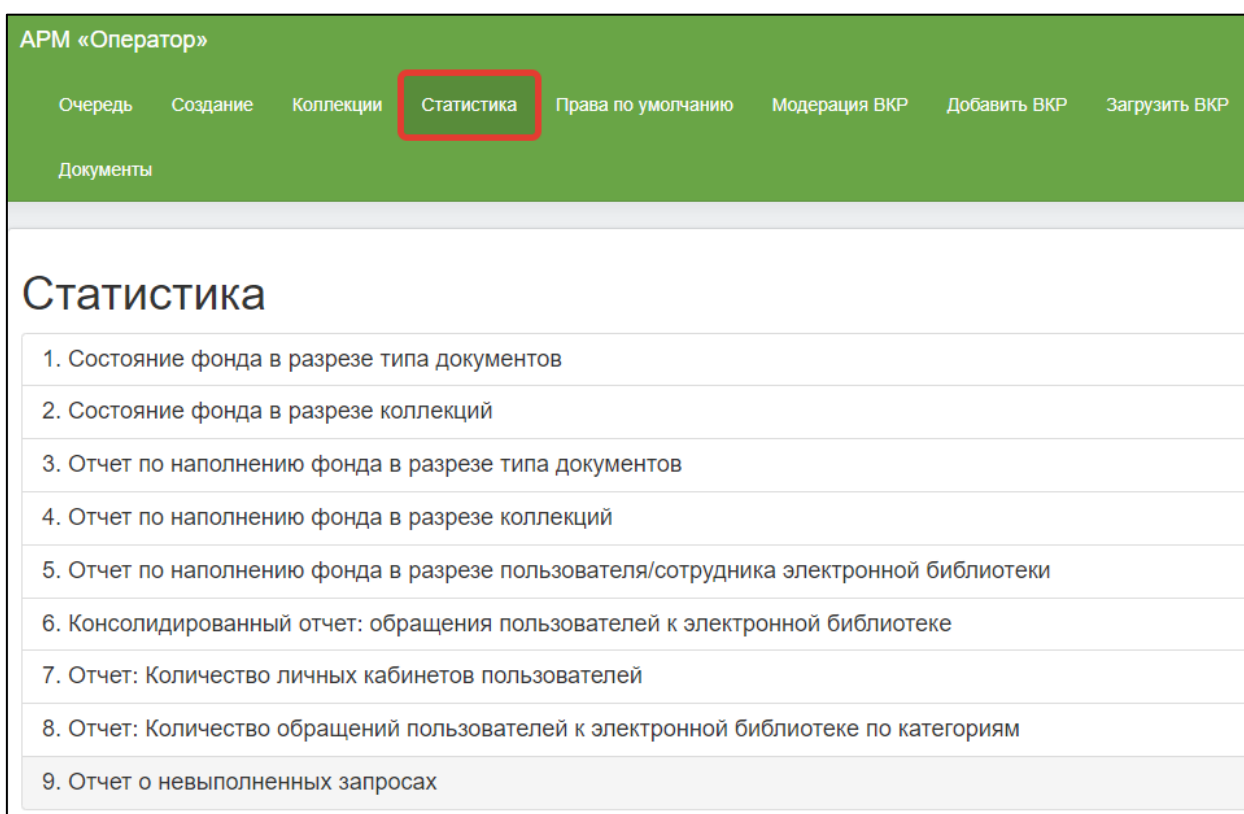 АРМ «Оператор»
Очередь Создание Коллекции Статистика Права по умолчанию Модерация ВКР Добавить ВКР Загрузить ВКР
Документы
Статистика
1. Состояние фонда в разрезе типа документов
2. Состояние фонда в разрезе коллекций
3. Отчет по наполнению фонда в разрезе типа документов
4. Отчет по наполнению фонда в разрезе коллекций
5. Отчет по наполнению фонда в разрезе пользователя/сотрудника электронной библиотеки
6. Консолидированный отчет: обращения пользователей к электронной библиотеке
7. Отчет: Количество личных кабинетов пользователей
8. Отчет: Количество обращений пользователей к электронной библиотеке по категориям
9. Отчет о невыполненных запросах